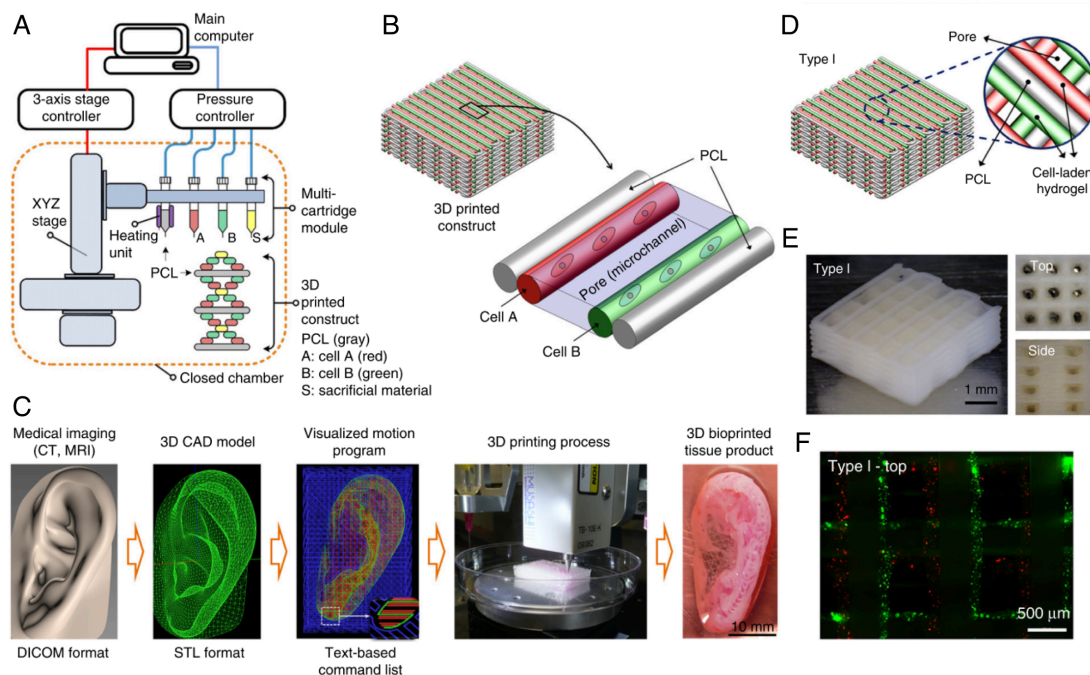 A
Main
computer
3-axis stage
controller
Pressure
controller
XYZ
stage
Heating
unit
A
B
S
Multi-
cartridge
module
PCL
3D
printed
construct
PCL (gray)
A: cell A (red)
B: cell B (green)
S: sacrificial material
Closed chamber
B
3D printed
construct
PCL
Pore (microchannel)
Cell A
Cell B
C
Medical imaging
(CT, MRI)
DICOM format
3D CAD model
STL format
Visualized motion
program
Text-based
command list
3D printing process
3D bioprinted
tissue product
10 mm
D
Type I
Pore
PCL
Cell-laden
hydrogel
E
Type I
1 mm
Top
Side
F
Type I - top
500 μm